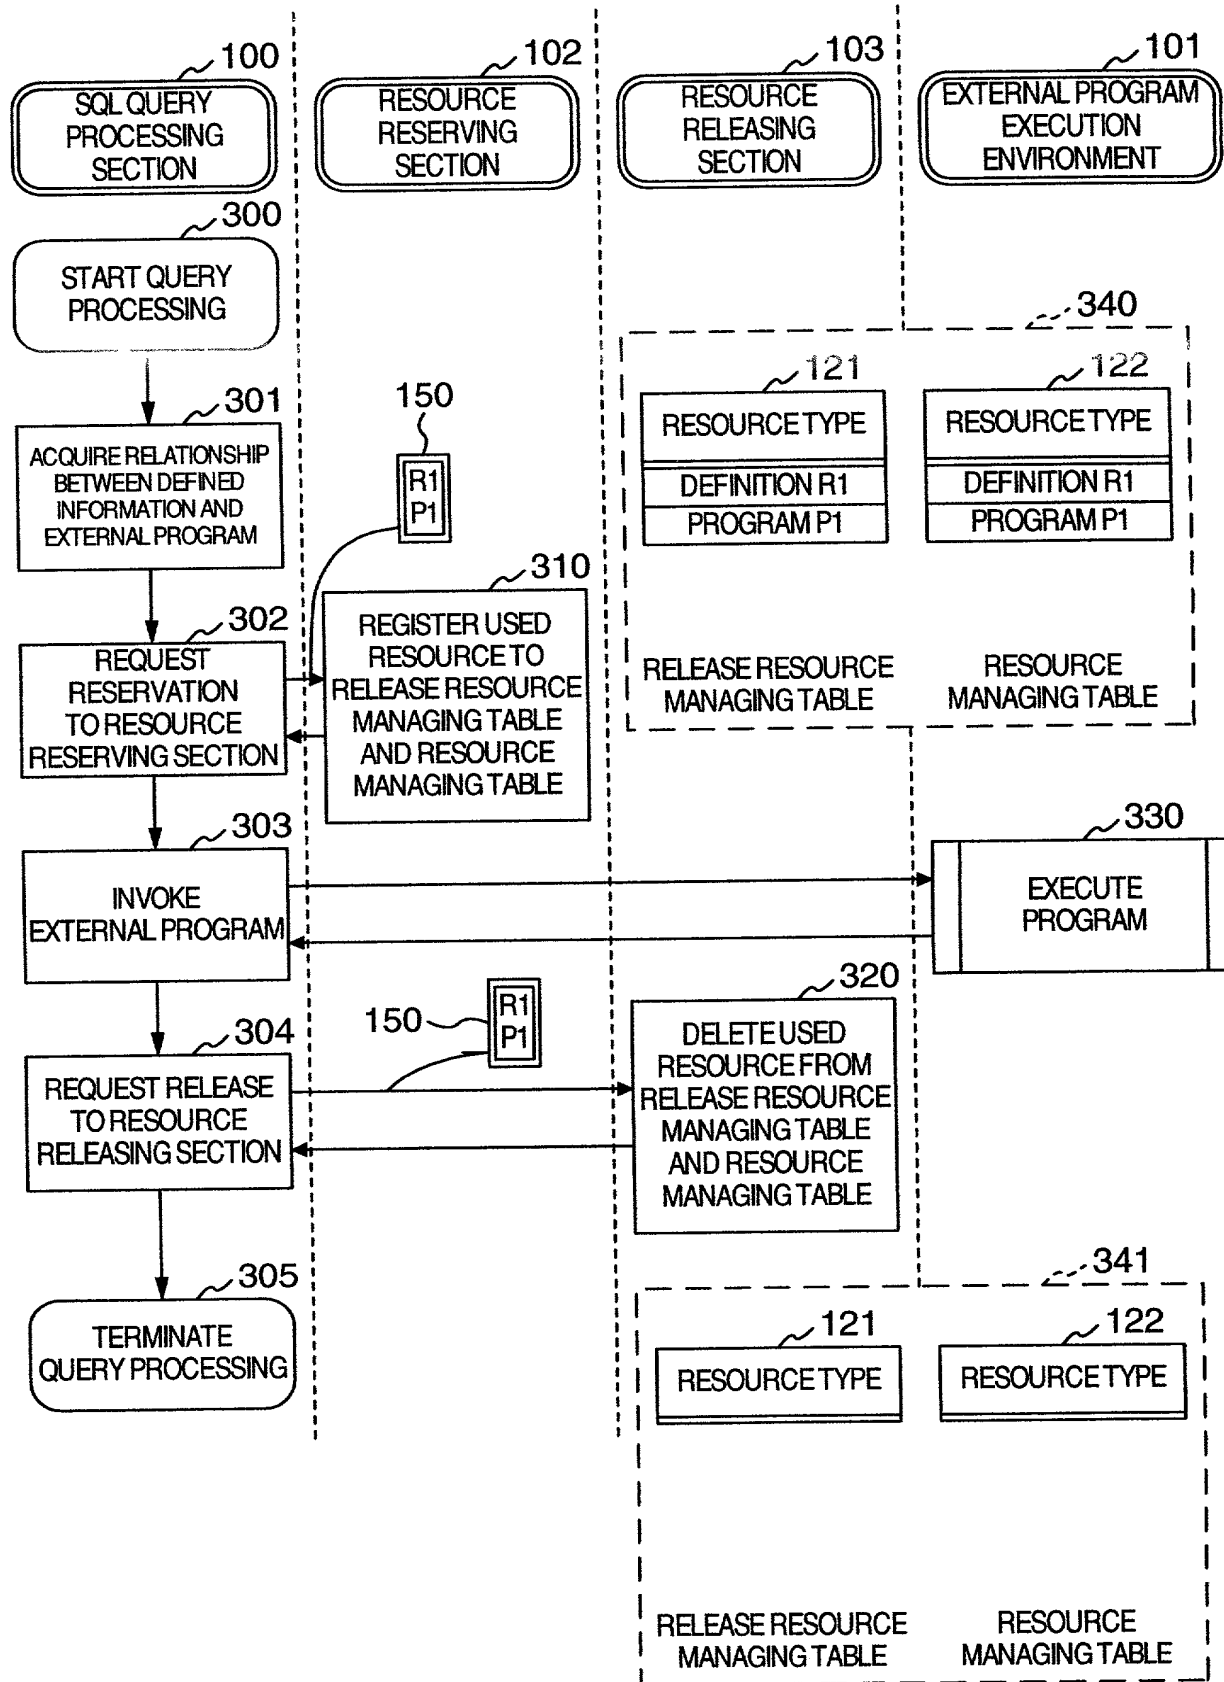 100
SQL QUERY
PROCESSING
SECTION
102
RESOURCE
RESERVING
SECTION
103
RESOURCE
RELEASING
SECTION
101
EXTERNAL PROGRAM
EXECUTION
ENVIRONMENT
300
START QUERY
PROCESSING
340
121
RESOURCE TYPE
DEFINITION R1
PROGRAM P1
RELEASE RESOURCE
MANAGING TABLE
122
RESOURCE TYPE
DEFINITION R1
PROGRAM P1
RESOURCE
MANAGING TABLE
301
ACQUIRE RELATIONSHIP
BETWEEN DEFINED
INFORMATION AND
EXTERNAL PROGRAM
150
R1
P1
302
REQUEST
RESERVATION
TO RESOURCE
RESERVING SECTION
310
REGISTER USED
RESOURCE TO
RELEASE RESOURCE
MANAGING TABLE
AND RESOURCE
MANAGING TABLE
303
INVOKE
EXTERNAL PROGRAM
330
EXECUTE
PROGRAM
304
REQUEST RELEASE
TO RESOURCE
RELEASING SECTION
150
R1
P1
320
DELETE USED
RESOURCE FROM
RELEASE RESOURCE
MANAGING TABLE
AND RESOURCE
MANAGING TABLE
305
TERMINATE
QUERY PROCESSING
341
121
RESOURCE TYPE
RELEASE RESOURCE
MANAGING TABLE
122
RESOURCE TYPE
RESOURCE
MANAGING TABLE